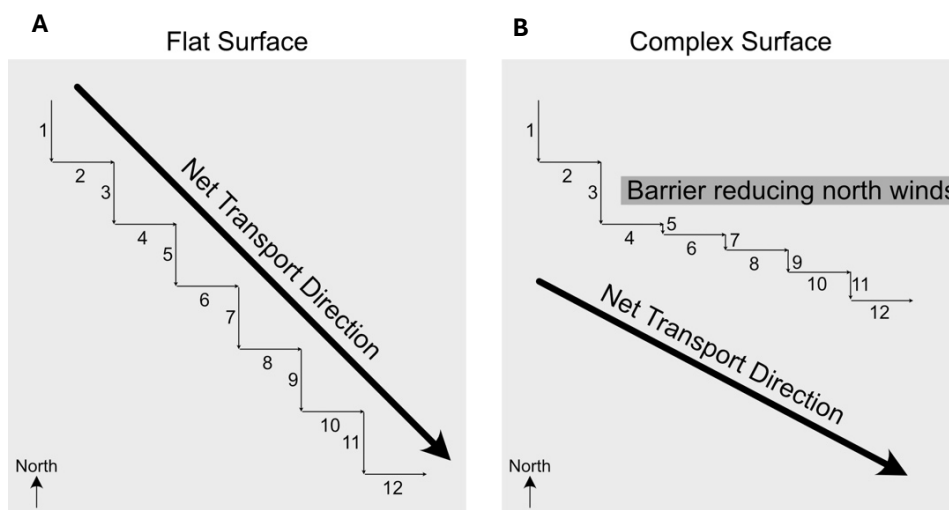 A
Flat Surface
1
2
3
4
5
6
7
8
9
10
11
12
Net Transport Direction
North
B
Complex Surface
1
2
3
Barrier reducing north winds
4
5
6
7
8
9
10
11
12
Net Transport Direction
North